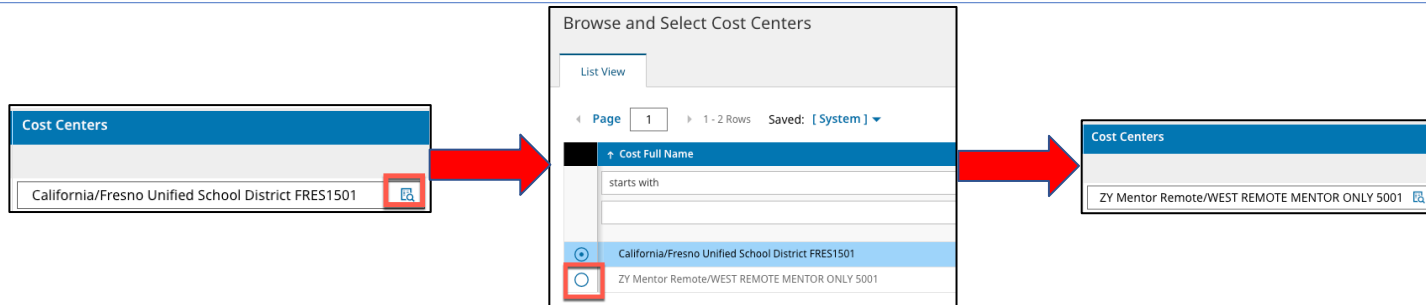 Cost Centers
California/Fresno Unified School District FRES1501
Browse and Select Cost Centers
List View
Page 1 1 - 2 Rows Saved: [ System ]
Cost Full Name
starts with
California/Fresno Unified School District FRES1501
ZY Mentor Remote/WEST REMOTE MENTOR ONLY 5001
Cost Centers
ZY Mentor Remote/WEST REMOTE MENTOR ONLY 5001